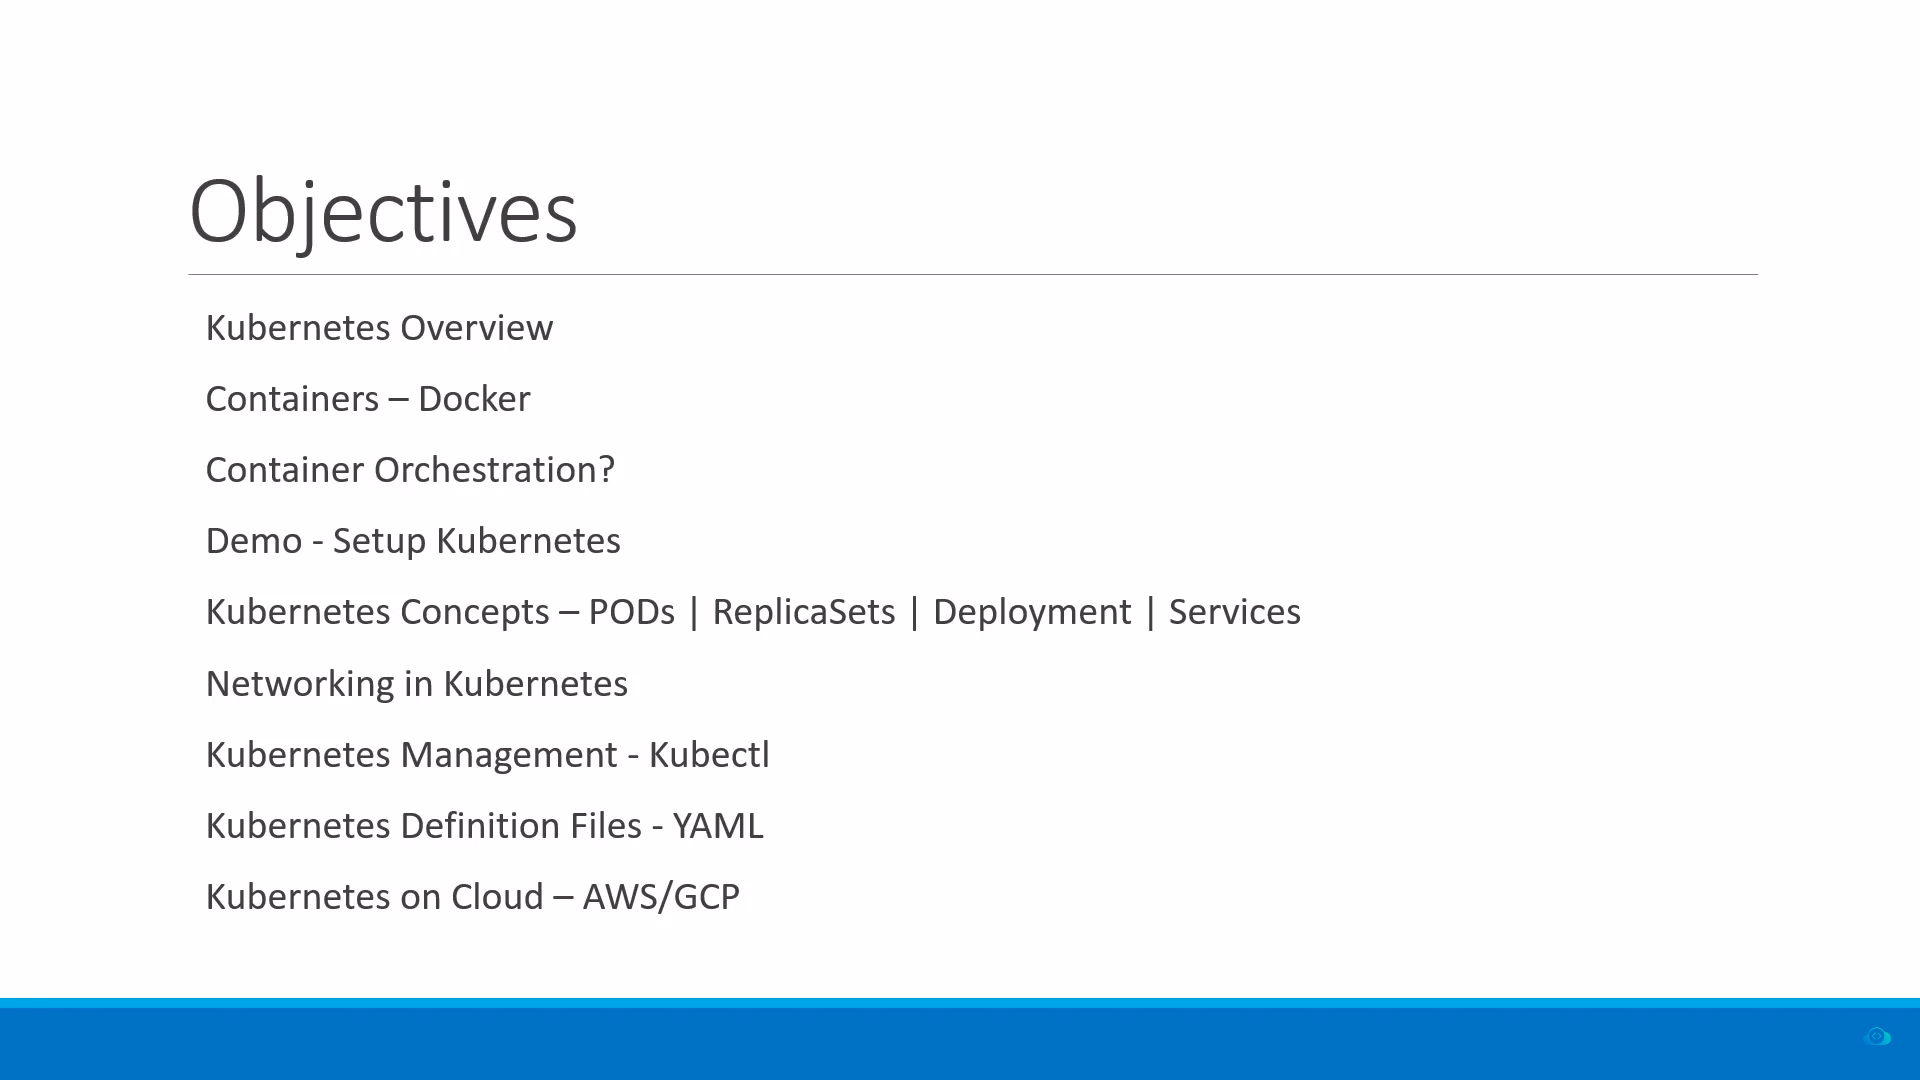 Objectives
Kubernetes Overview
Containers – Docker
Container Orchestration?
Demo - Setup Kubernetes
Kubernetes Concepts – PODs | ReplicaSets | Deployment | Services
Networking in Kubernetes
Kubernetes Management - Kubectl
Kubernetes Definition Files - YAML
Kubernetes on Cloud – AWS/GCP